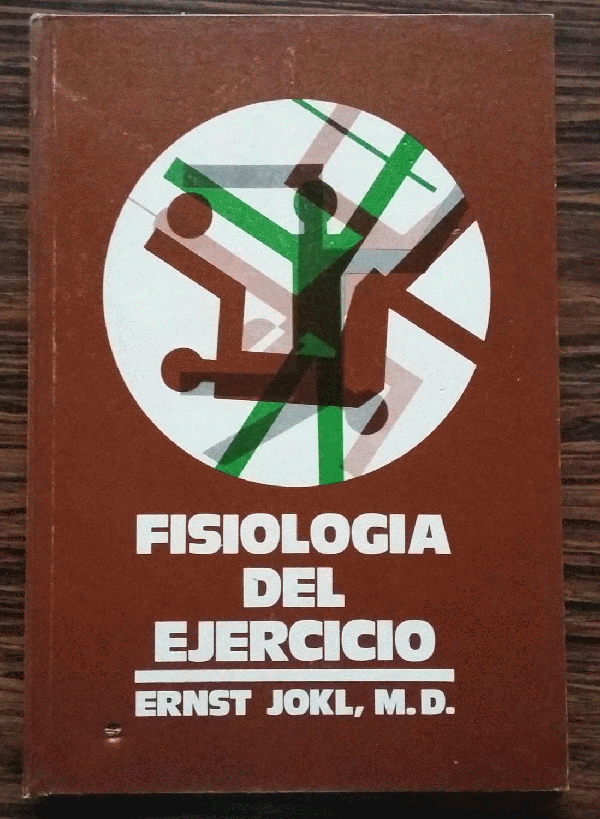 FISIOLOGIA
DEL
EJERCICIO
ERNST JOKL, M.D.